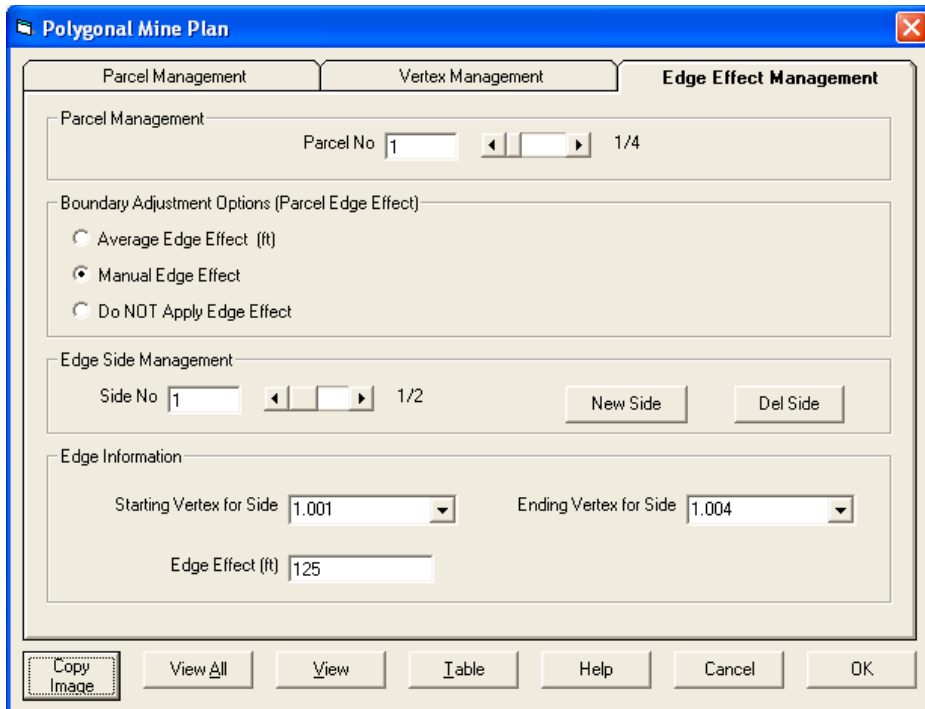 Polygonal Mine Plan
Parcel Management Vertex Management Edge Effect Management
Parcel Management
Parcel No 1 1/4
Boundary Adjustment Options (Parcel Edge Effect)
Average Edge Effect (ft)
Manual Edge Effect
Do NOT Apply Edge Effect
Edge Side Management
Side No 1 1/2 New Side Del Side
Edge Information
Starting Vertex for Side 1.001 Ending Vertex for Side 1.004
Edge Effect (ft) 125
Copy Image View All View Table Help Cancel OK